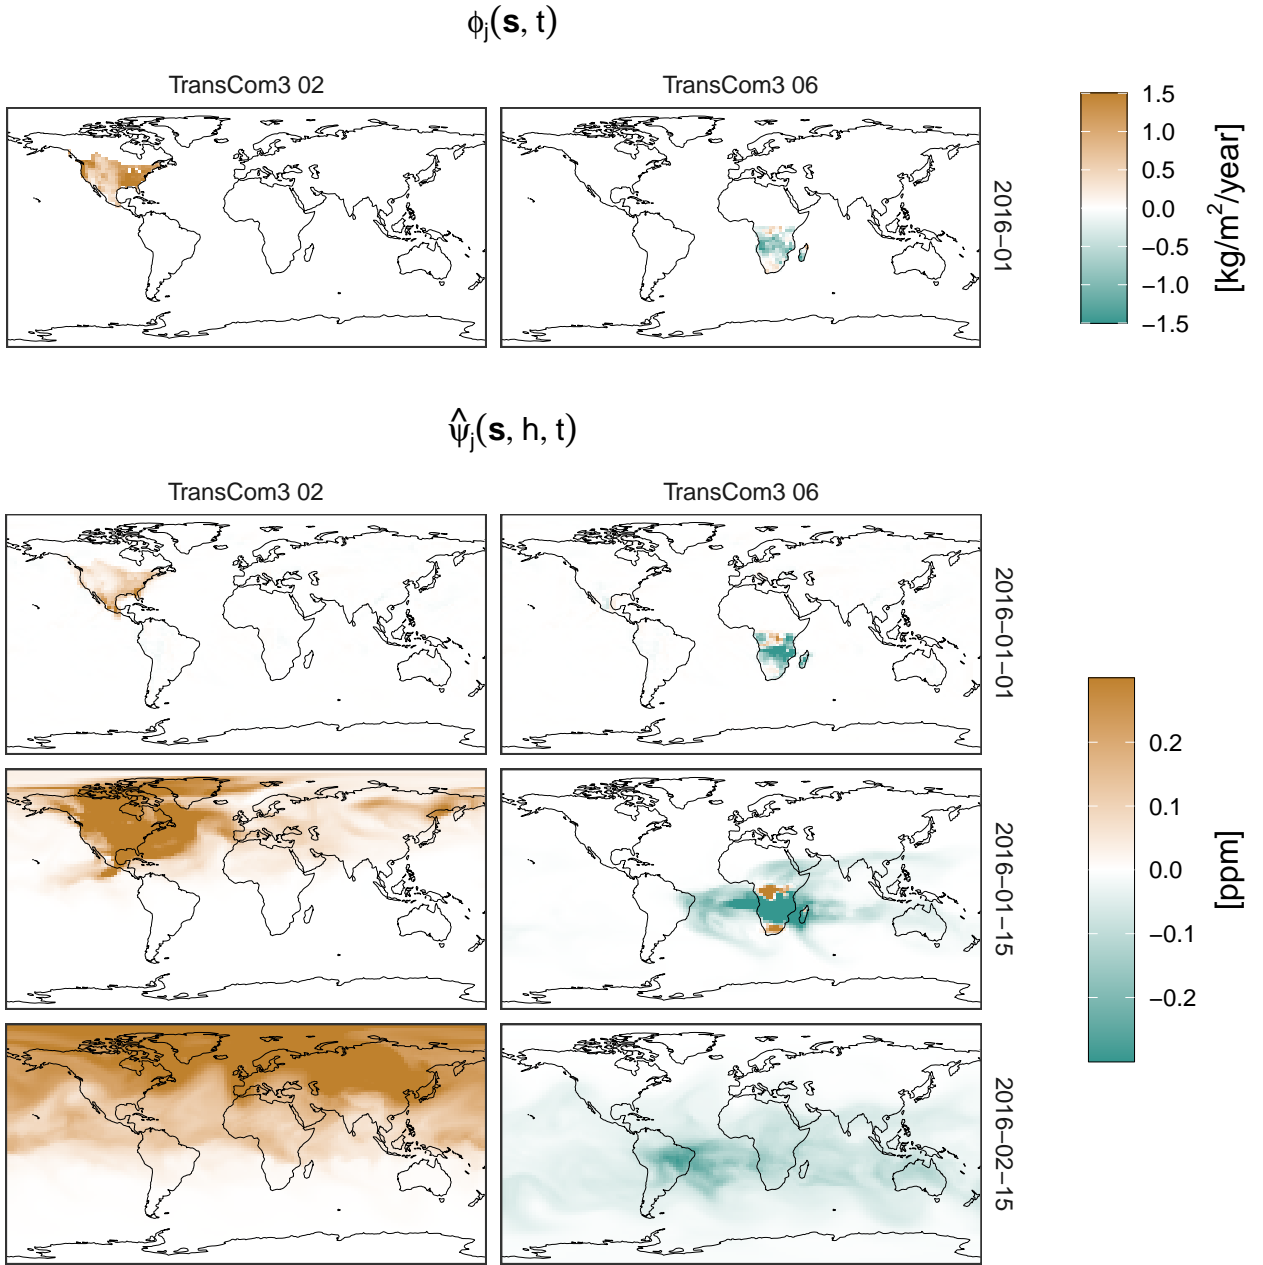 ϕj(s, t)
TransCom3 02
TransCom3 06
2016−01
1.5
1.0
0.5
0.0
−0.5
−1.0
−1.5
[kg/m²/year]
ψ̂j(s, h, t)
TransCom3 02
TransCom3 06
2016−01−01
2016−01−15
2016−02−15
0.2
0.1
0.0
−0.1
−0.2
[ppm]